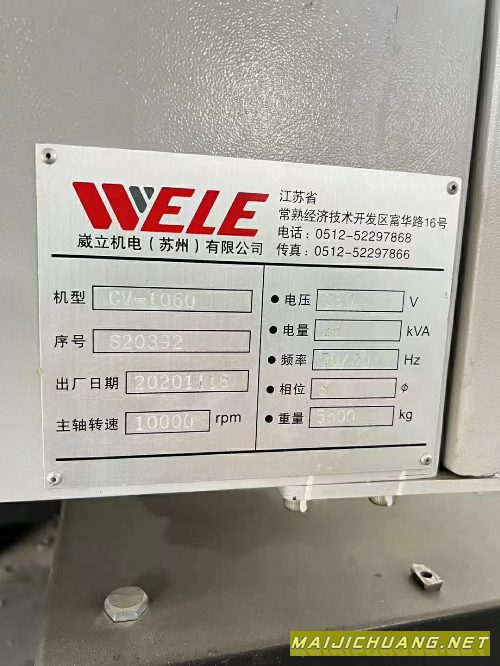 WELE
崴立机电(苏州)有限公司
江苏省
常熟经济技术开发区富华路16号
电话:0512-52297868
传真:0512-52297866
机型 CV-1060
序号 S20392
出厂日期 20201118
主轴转速 10000 rpm
●电压 V
●电量 kVA
●频率 Hz
●相位 3 Φ
●重量 5500 kg
MAIJICHUANG.NET